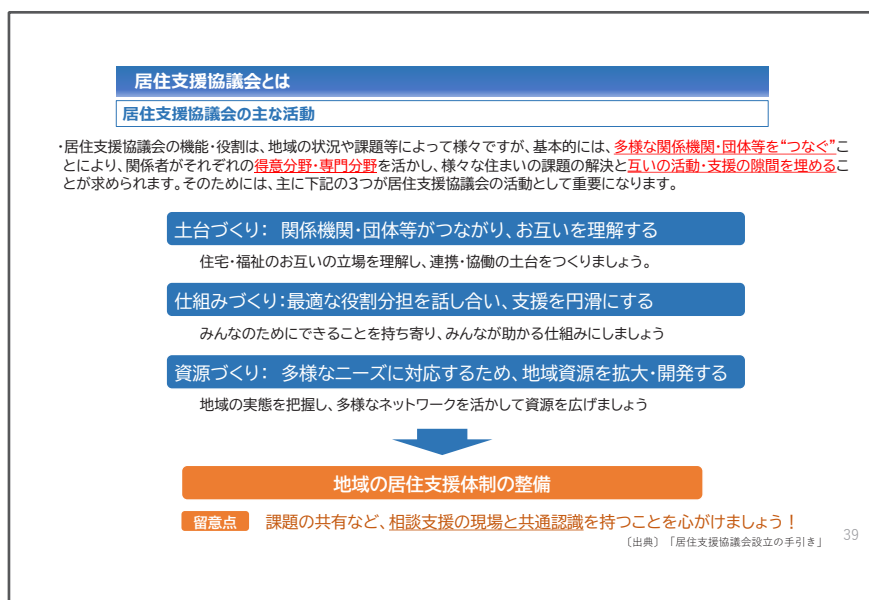 居住支援協議会とは
居住支援協議会の主な活動
・居住支援協議会の機能・役割は、地域の状況や課題等によって様々ですが、基本的には、多様な関係機関・団体等を“つなぐ”こ
とにより、関係者がそれぞれの得意分野・専門分野を活かし、様々な住まいの課題の解決と互いの活動・支援の隙間を埋めるこ
とが求められます。そのためには、主に下記の3つが居住支援協議会の活動として重要になります。
土台づくり： 関係機関・団体等がつながり、お互いを理解する
住宅・福祉のお互いの立場を理解し、連携・協働の土台をつくりましょう。
仕組みづくり：最適な役割分担を話し合い、支援を円滑にする
みんなのためにできることを持ち寄り、みんなが助かる仕組みにしましょう
資源づくり： 多様なニーズに対応するため、地域資源を拡大・開発する
地域の実態を把握し、多様なネットワークを活かして資源を広げましょう
地域の居住支援体制の整備
留意点 課題の共有など、相談支援の現場と共通認識を持つことを心がけましょう！
〔出典〕「居住支援協議会設立の手引き」
39